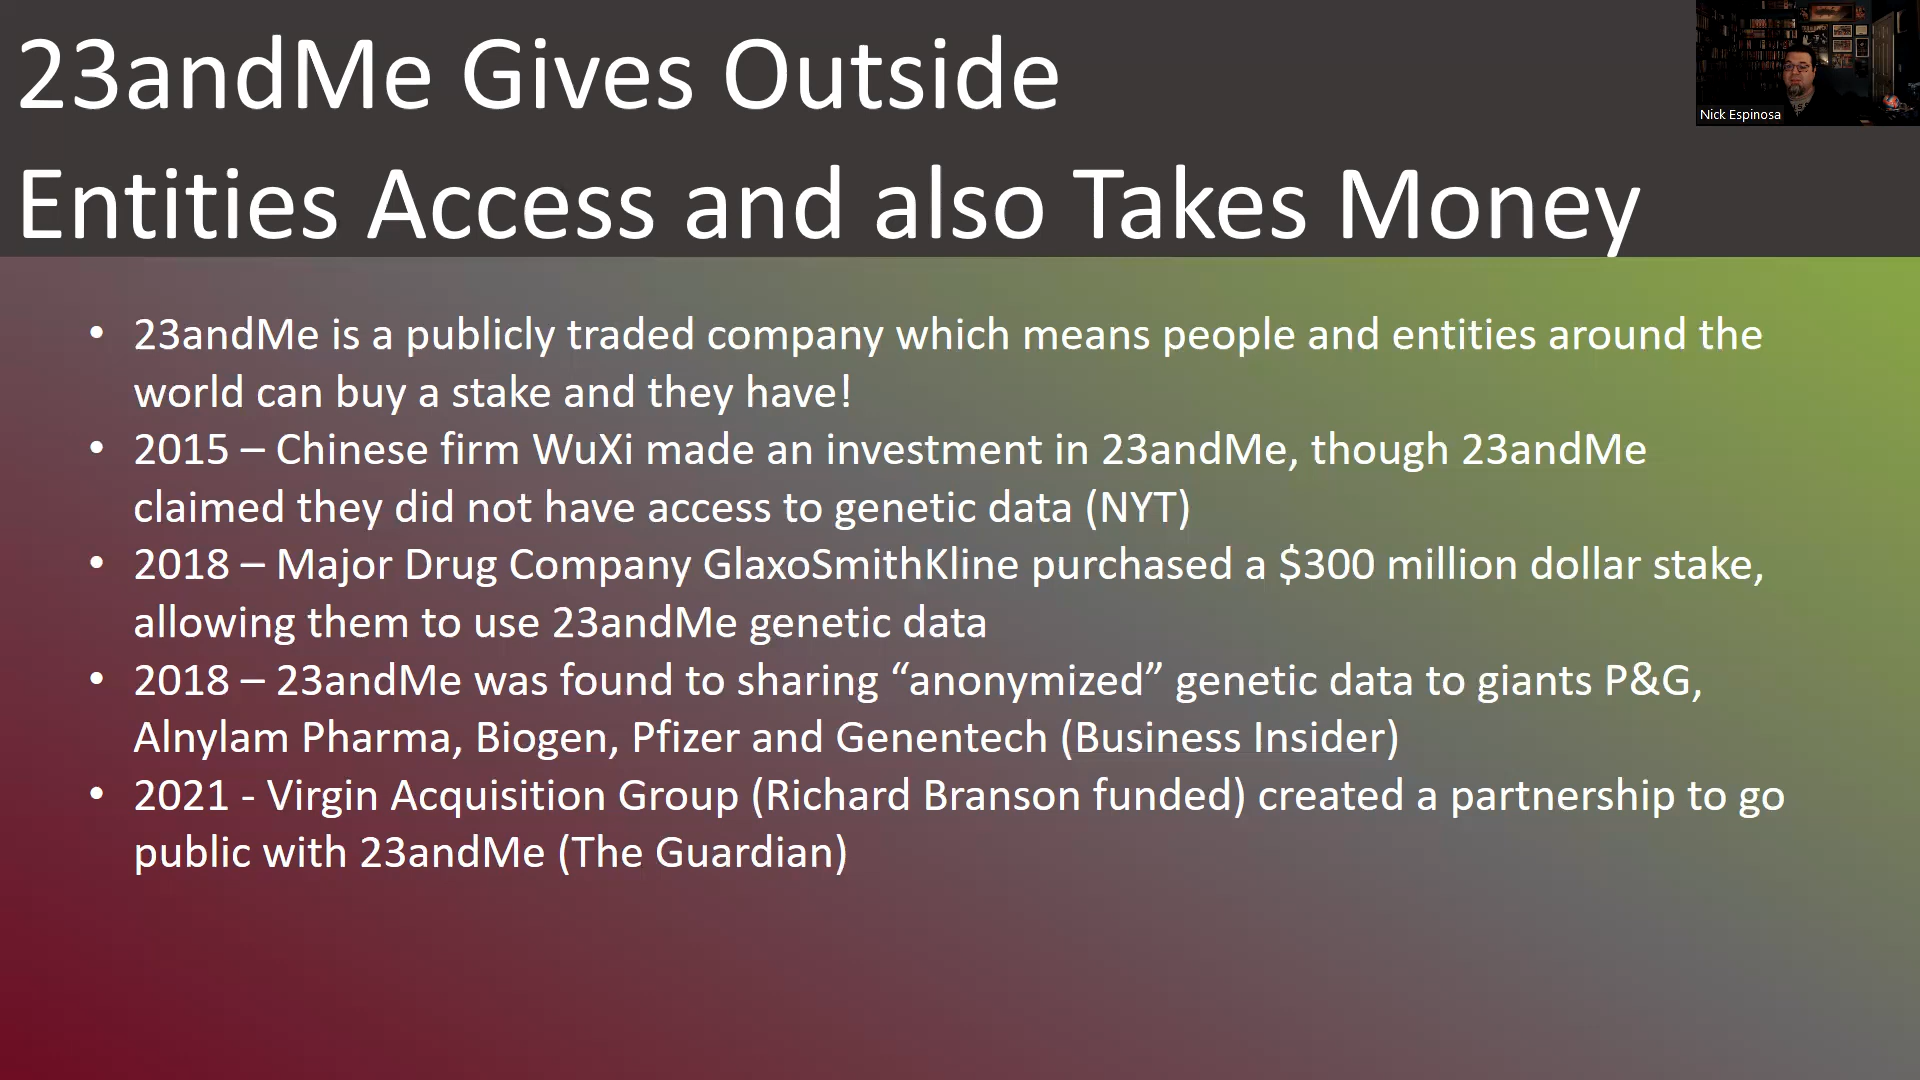 23andMe Gives Outside
Entities Access and also Takes Money
Nick Espinosa
• 23andMe is a publicly traded company which means people and entities around the
world can buy a stake and they have!
• 2015 – Chinese firm WuXi made an investment in 23andMe, though 23andMe
claimed they did not have access to genetic data (NYT)
• 2018 – Major Drug Company GlaxoSmithKline purchased a $300 million dollar stake,
allowing them to use 23andMe genetic data
• 2018 – 23andMe was found to sharing “anonymized” genetic data to giants P&G,
Alnylam Pharma, Biogen, Pfizer and Genentech (Business Insider)
• 2021 - Virgin Acquisition Group (Richard Branson funded) created a partnership to go
public with 23andMe (The Guardian)